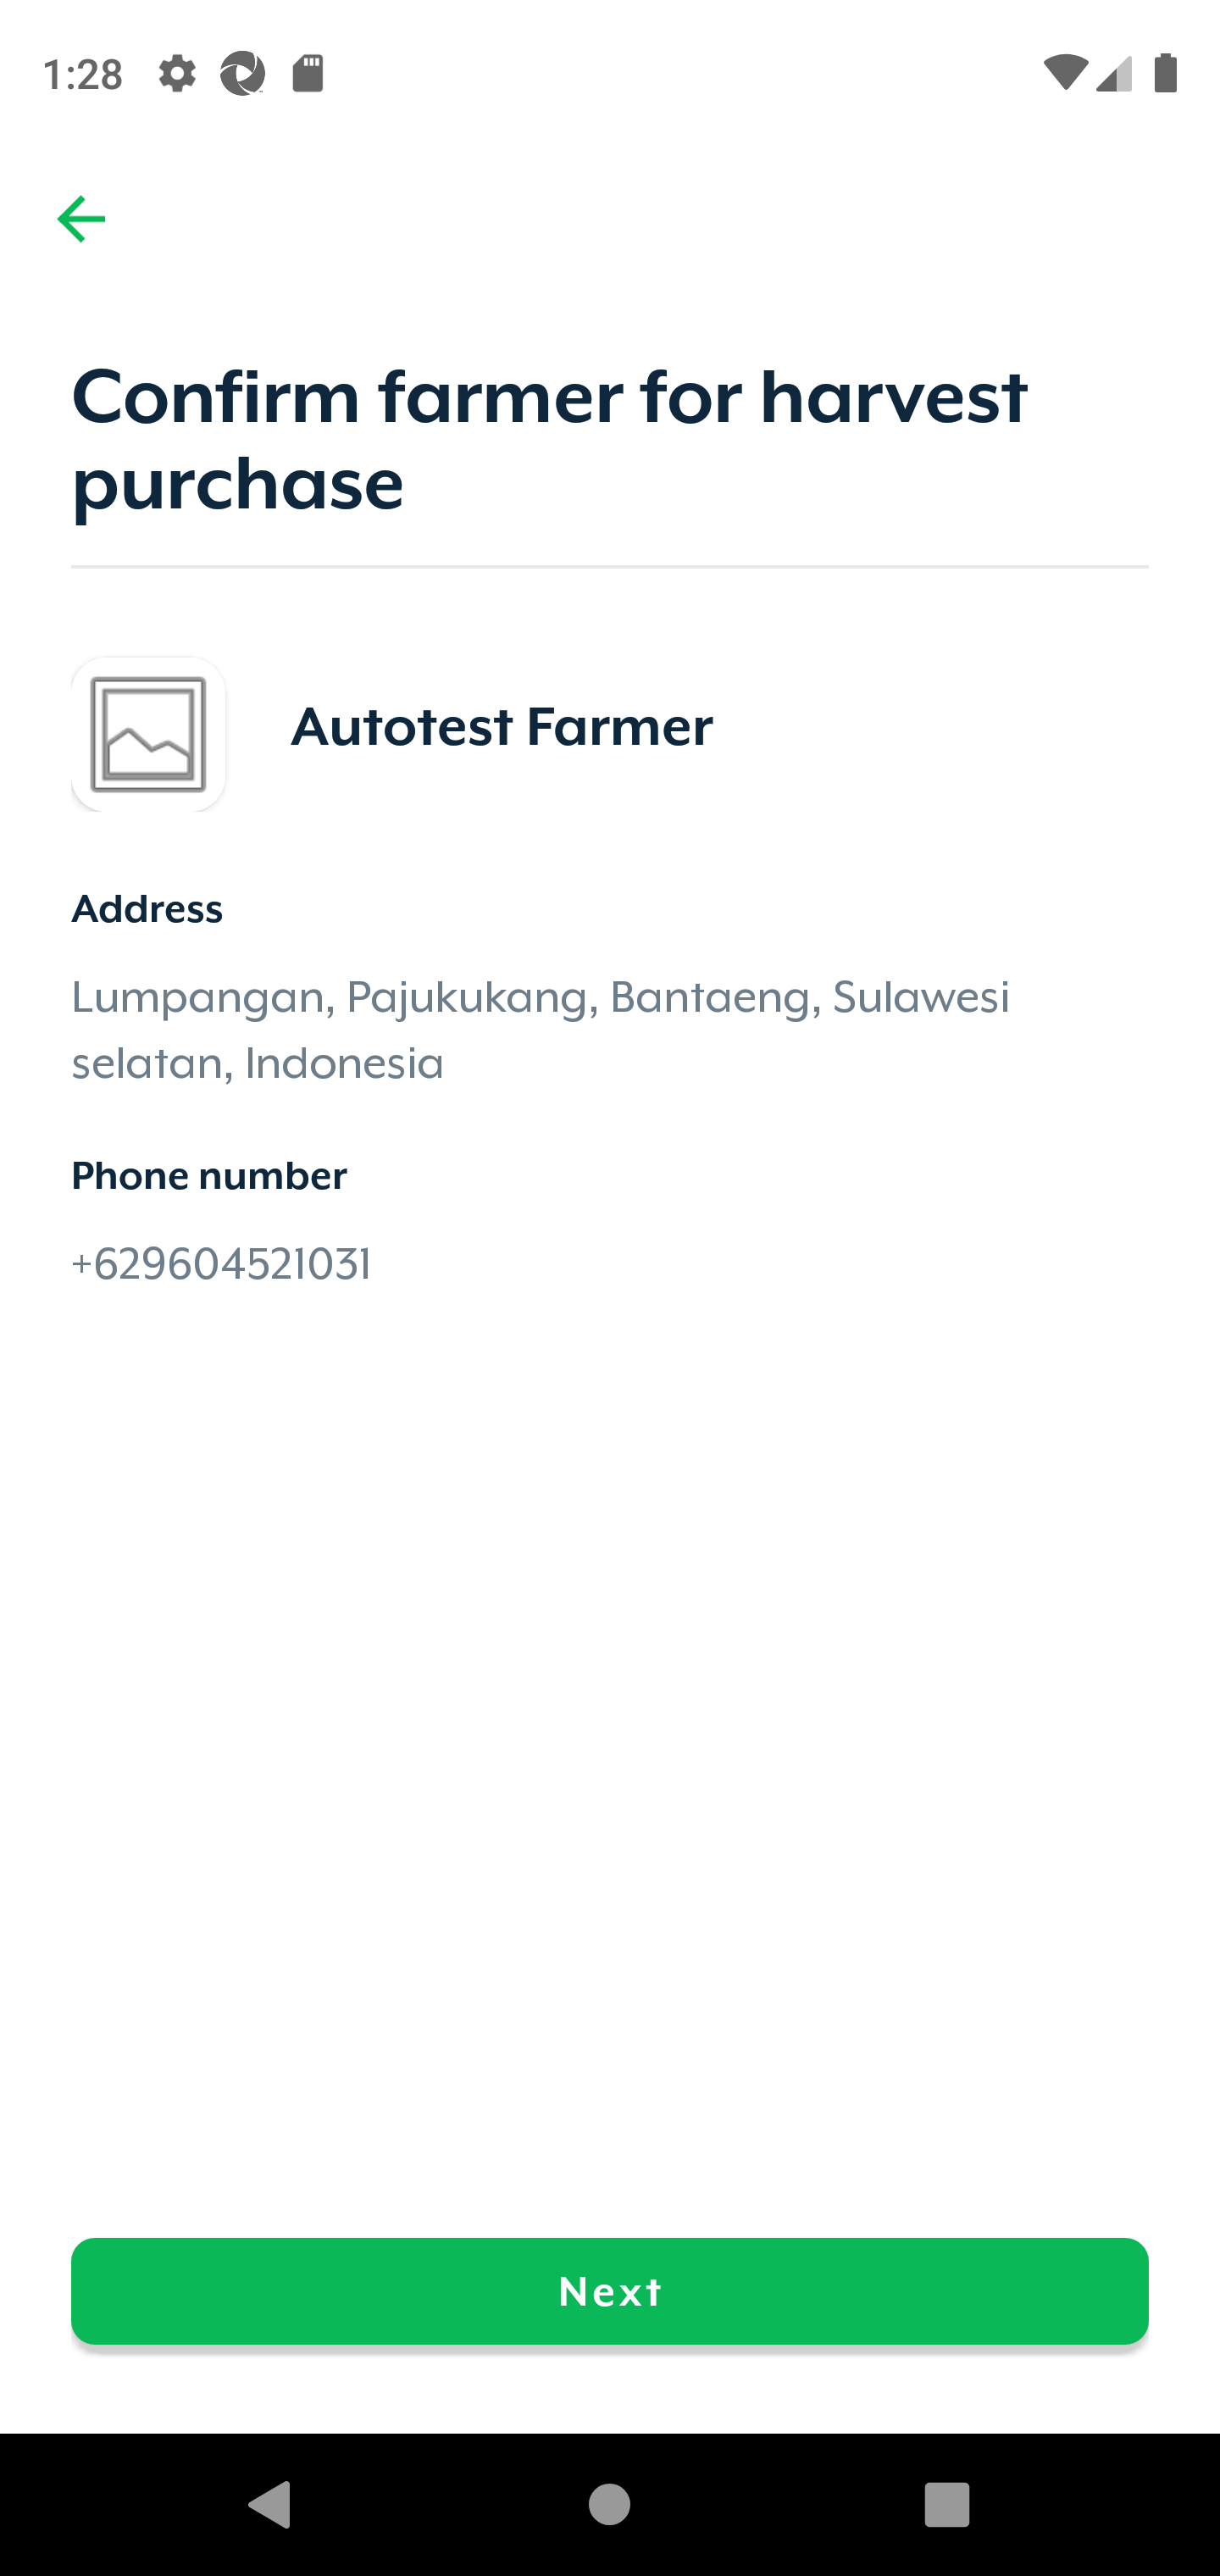 1:28
Confirm farmer for harvest
purchase
Autotest Farmer
Address
Lumpangan, Pajukukang, Bantaeng, Sulawesi
selatan, Indonesia
Phone number
+629604521031
Next